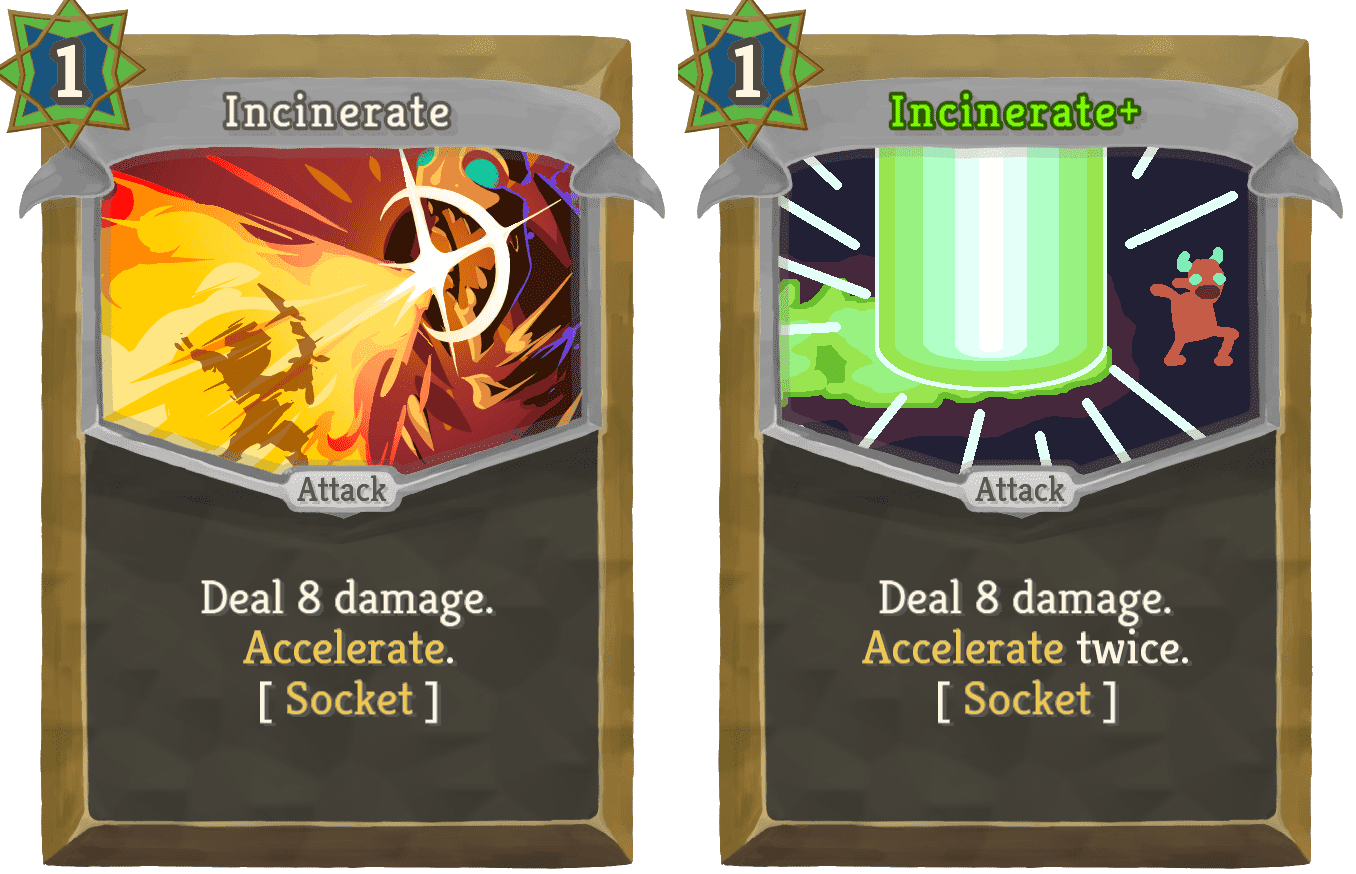 1
Incinerate
Attack
Deal 8 damage.
Accelerate.
[ Socket ]
1
Incinerate+
Attack
Deal 8 damage.
Accelerate twice.
[ Socket ]